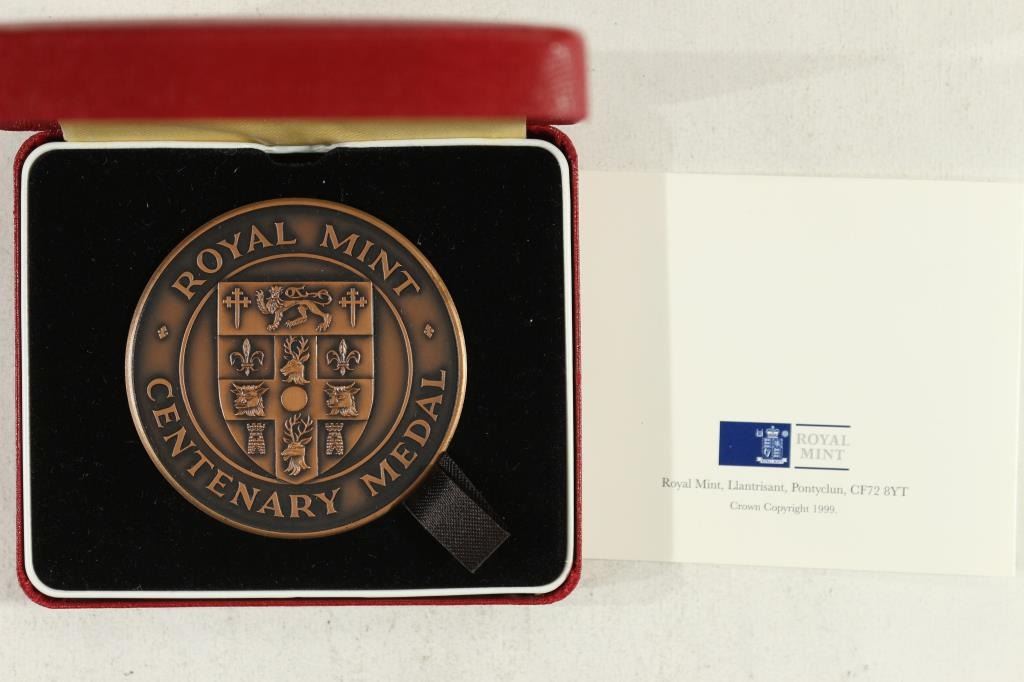 ROYAL MINT
CENTENARY MEDAL
ROYAL
MINT
Royal Mint, Llantrisant, Pontyclun, CF72 8YT
Crown Copyright 1999.